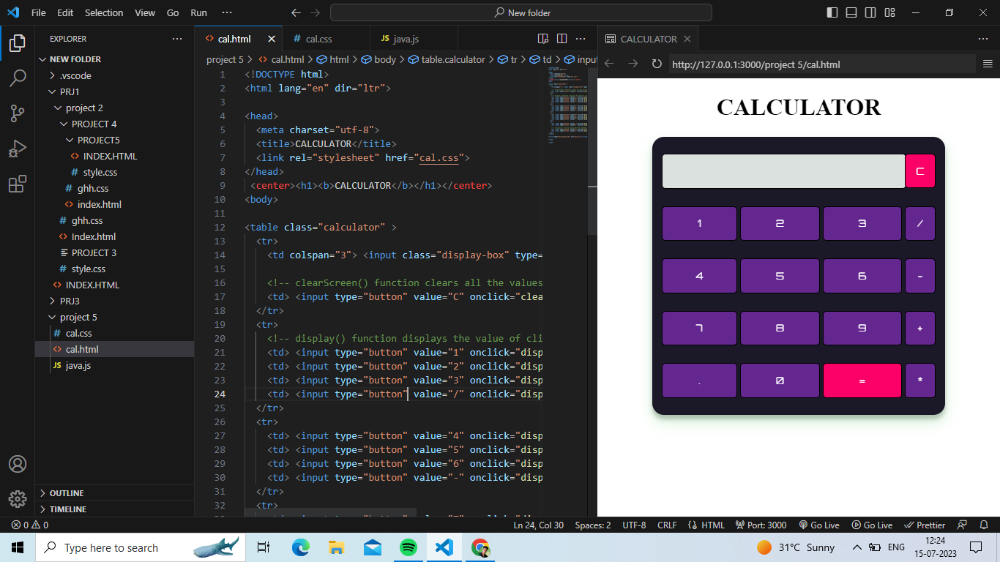 File Edit Selection View Go Run ··· New folder
EXPLORER ···
NEW FOLDER
.vscode
PRJ1
project 2
PROJECT 4
PROJECT5
INDEX.HTML
style.css
ghh.css
index.html
ghh.css
Index.html
PROJECT 3
style.css
INDEX.HTML
PRJ3
project 5
cal.css
cal.html
java.js
OUTLINE
TIMELINE
cal.html cal.css JS java.js ···
project 5 > cal.html > html > body > table.calculator > tr > td > input
1 <!DOCTYPE html>
2 <html lang="en" dir="ltr">
3
4 <head>
5 <meta charset="utf-8">
6 <title>CALCULATOR</title>
7 <link rel="stylesheet" href="cal.css">
8 </head>
9 <center><h1><b>CALCULATOR</b></h1></center>
10 <body>
11
12 <table class="calculator" >
13 <tr>
14 <td colspan="3"> <input class="display-box" type=
15
16 <!-- clearScreen() function clears all the values
17 <td> <input type="button" value="C" onclick="clea
18 </tr>
19 <tr>
20 <!-- display() function displays the value of cli
21 <td> <input type="button" value="1" onclick="disp
22 <td> <input type="button" value="2" onclick="disp
23 <td> <input type="button" value="3" onclick="disp
24 <td> <input type="button" value="/" onclick="disp
25 </tr>
26 <tr>
27 <td> <input type="button" value="4" onclick="disp
28 <td> <input type="button" value="5" onclick="disp
29 <td> <input type="button" value="6" onclick="disp
30 <td> <input type="button" value="-" onclick="disp
31 </tr>
32 <tr>
CALCULATOR ···
http://127.0.0.1:3000/project 5/cal.html
CALCULATOR
C
1 2 3 /
4 5 6 -
7 8 9 +
. 0 = *
0 0 Ln 24, Col 30 Spaces: 2 UTF-8 CRLF {} HTML Port: 3000 Go Live Go Live Prettier
Type here to search 31°C Sunny ENG 12:24
15-07-2023